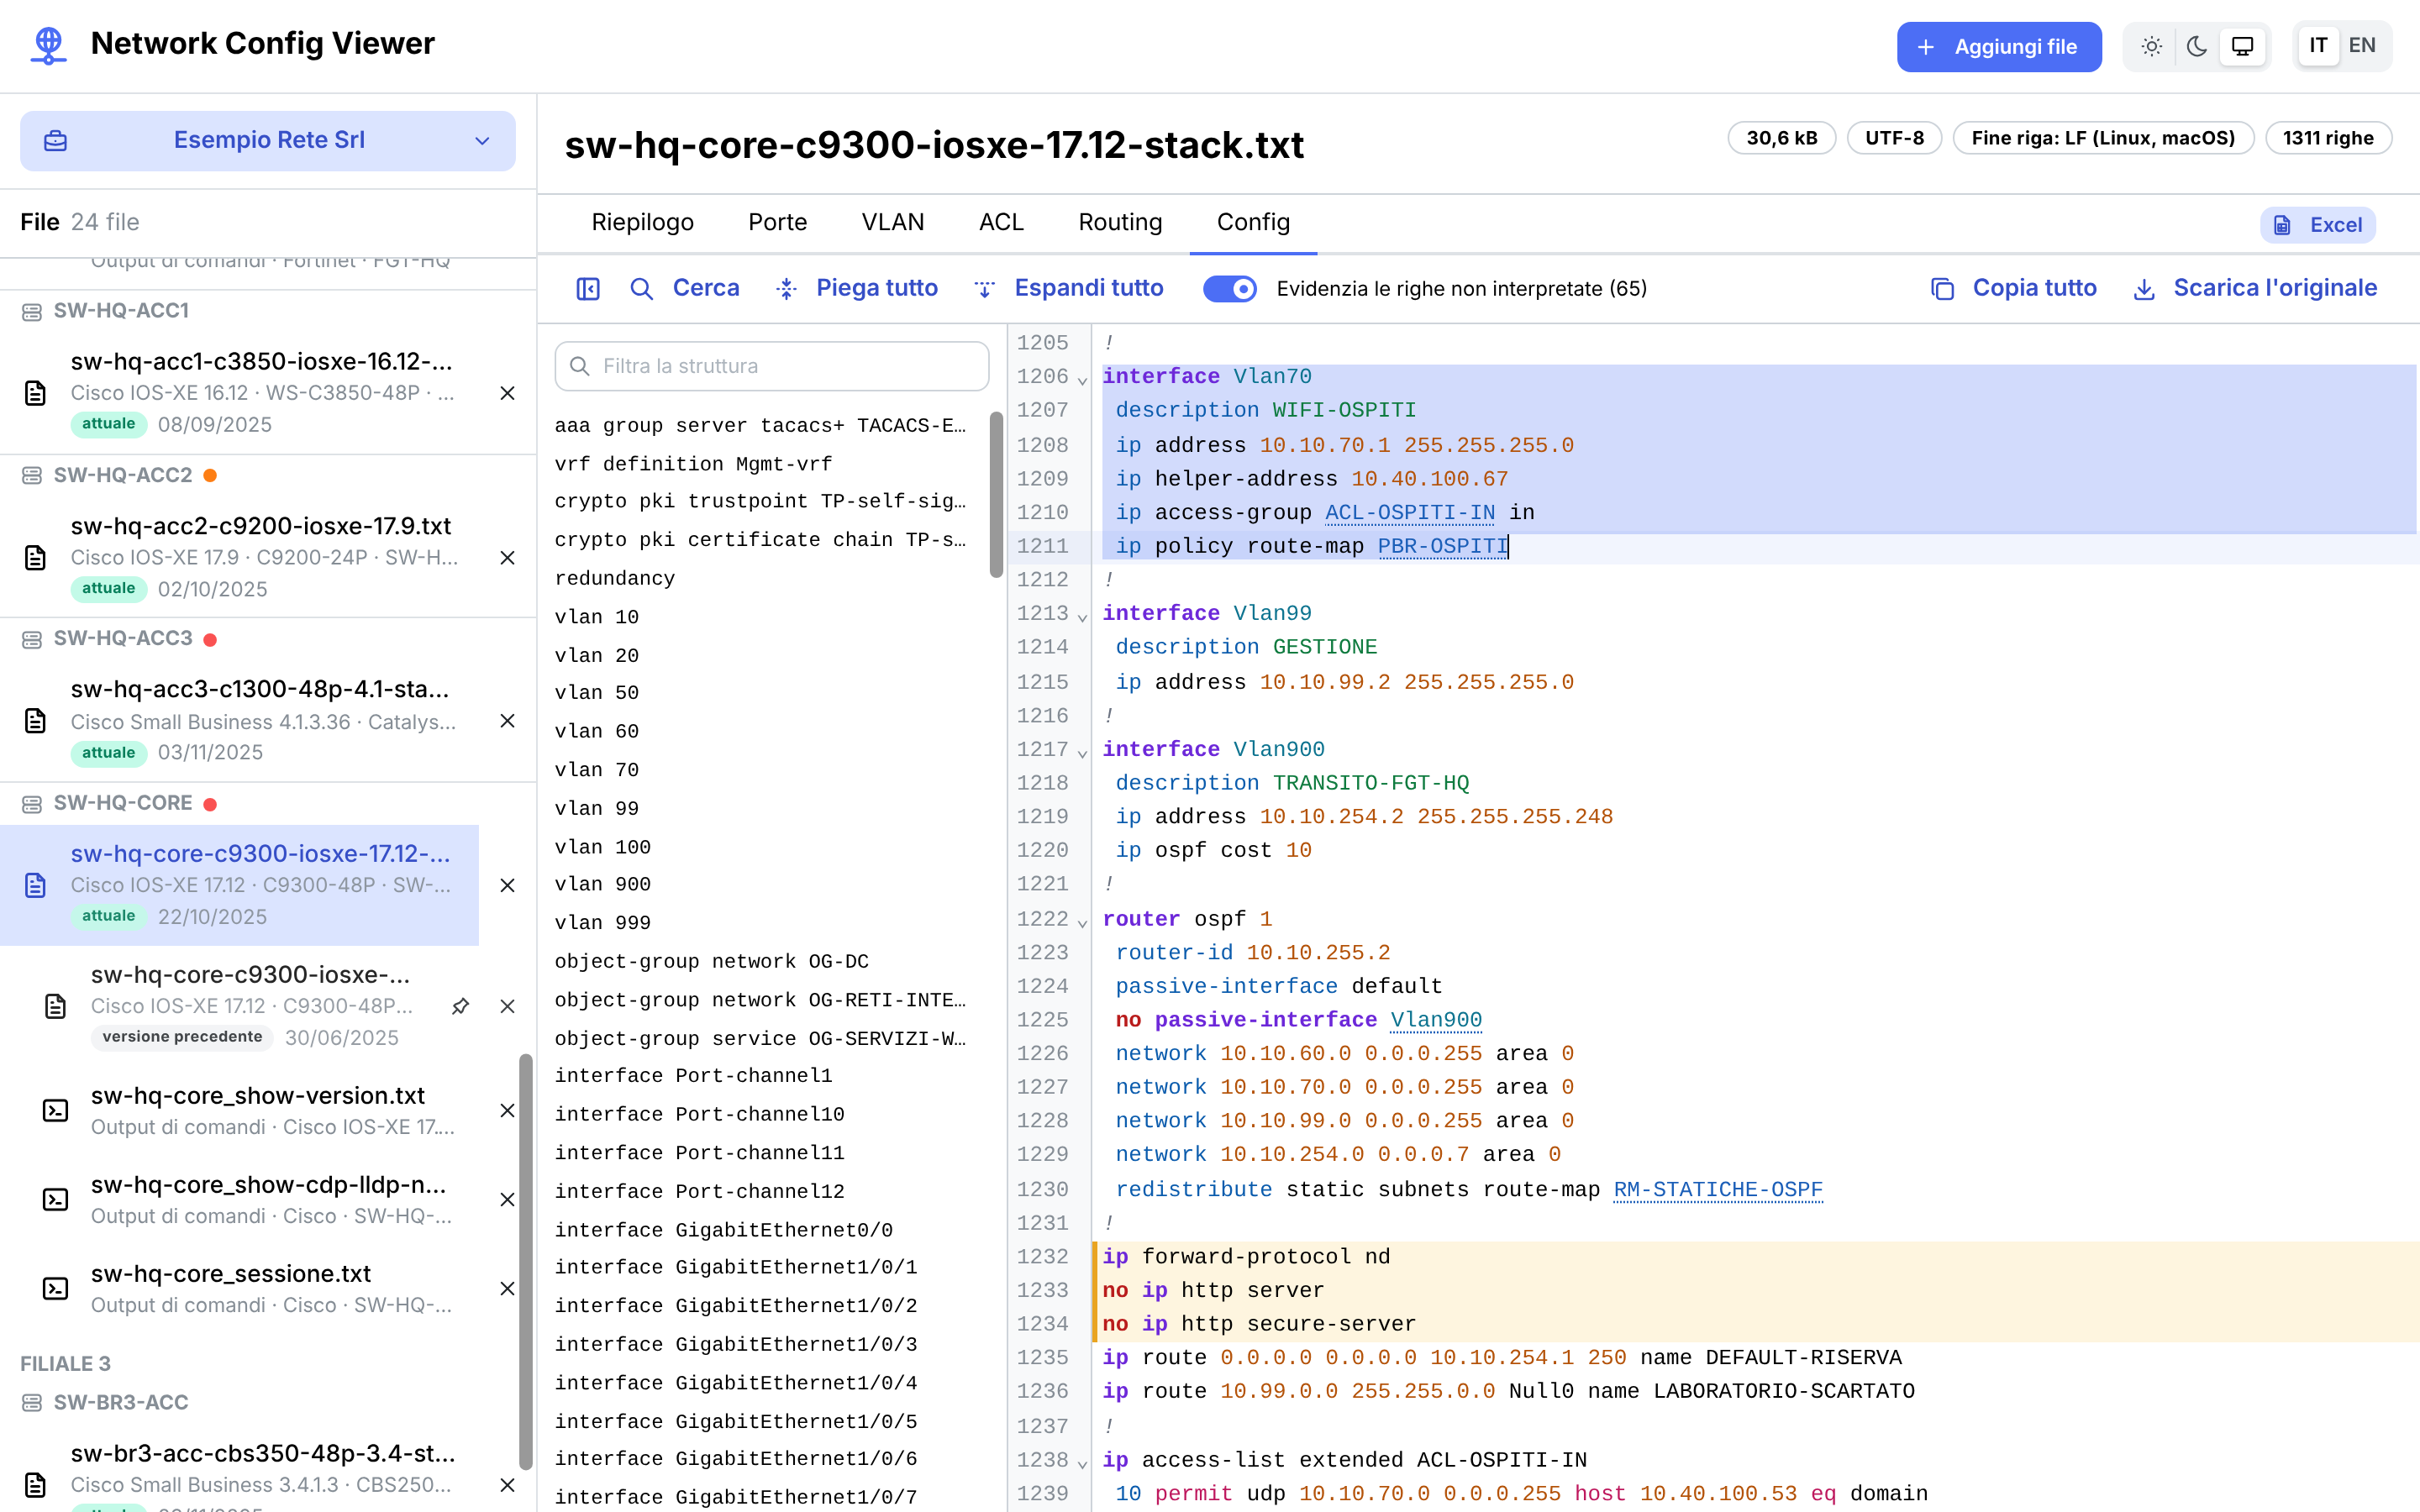 Network Config Viewer
Aggiungi file
IT EN
Esempio Rete Srl
File 24 file
Output di comandi · Fortinet · FGT-HQ
SW-HQ-ACC1
sw-hq-acc1-c3850-iosxe-16.12-...
Cisco IOS-XE 16.12 · WS-C3850-48P · ...
attuale 08/09/2025
SW-HQ-ACC2
sw-hq-acc2-c9200-iosxe-17.9.txt
Cisco IOS-XE 17.9 · C9200-24P · SW-H...
attuale 02/10/2025
SW-HQ-ACC3
sw-hq-acc3-c1300-48p-4.1-sta...
Cisco Small Business 4.1.3.36 · Catalys...
attuale 03/11/2025
SW-HQ-CORE
sw-hq-core-c9300-iosxe-17.12-...
Cisco IOS-XE 17.12 · C9300-48P · SW-...
attuale 22/10/2025
sw-hq-core-c9300-iosxe-...
Cisco IOS-XE 17.12 · C9300-48P...
versione precedente 30/06/2025
sw-hq-core_show-version.txt
Output di comandi · Cisco IOS-XE 17....
sw-hq-core_show-cdp-lldp-n...
Output di comandi · Cisco · SW-HQ-...
sw-hq-core_sessione.txt
Output di comandi · Cisco · SW-HQ-...
FILIALE 3
SW-BR3-ACC
sw-br3-acc-cbs350-48p-3.4-st...
Cisco Small Business 3.4.1.3 · CBS250...
sw-hq-core-c9300-iosxe-17.12-stack.txt
30,6 kB UTF-8 Fine riga: LF (Linux, macOS) 1311 righe
Riepilogo Porte VLAN ACL Routing Config
Excel
Cerca Piega tutto Espandi tutto Evidenzia le righe non interpretate (65) Copia tutto Scarica l'originale
Filtra la struttura
aaa group server tacacs+ TACACS-E…
vrf definition Mgmt-vrf
crypto pki trustpoint TP-self-sig…
crypto pki certificate chain TP-s…
redundancy
vlan 10
vlan 20
vlan 50
vlan 60
vlan 70
vlan 99
vlan 100
vlan 900
vlan 999
object-group network OG-DC
object-group network OG-RETI-INTE…
object-group service OG-SERVIZI-W…
interface Port-channel1
interface Port-channel10
interface Port-channel11
interface Port-channel12
interface GigabitEthernet0/0
interface GigabitEthernet1/0/1
interface GigabitEthernet1/0/2
interface GigabitEthernet1/0/3
interface GigabitEthernet1/0/4
interface GigabitEthernet1/0/5
interface GigabitEthernet1/0/6
interface GigabitEthernet1/0/7
1205 !
1206 interface Vlan70
1207 description WIFI-OSPITI
1208 ip address 10.10.70.1 255.255.255.0
1209 ip helper-address 10.40.100.67
1210 ip access-group ACL-OSPITI-IN in
1211 ip policy route-map PBR-OSPITI
1212 !
1213 interface Vlan99
1214 description GESTIONE
1215 ip address 10.10.99.2 255.255.255.0
1216 !
1217 interface Vlan900
1218 description TRANSITO-FGT-HQ
1219 ip address 10.10.254.2 255.255.255.248
1220 ip ospf cost 10
1221 !
1222 router ospf 1
1223 router-id 10.10.255.2
1224 passive-interface default
1225 no passive-interface Vlan900
1226 network 10.10.60.0 0.0.0.255 area 0
1227 network 10.10.70.0 0.0.0.255 area 0
1228 network 10.10.99.0 0.0.0.255 area 0
1229 network 10.10.254.0 0.0.0.7 area 0
1230 redistribute static subnets route-map RM-STATICHE-OSPF
1231 !
1232 ip forward-protocol nd
1233 no ip http server
1234 no ip http secure-server
1235 ip route 0.0.0.0 0.0.0.0 10.10.254.1 250 name DEFAULT-RISERVA
1236 ip route 10.99.0.0 255.255.0.0 Null0 name LABORATORIO-SCARTATO
1237 !
1238 ip access-list extended ACL-OSPITI-IN
1239 10 permit udp 10.10.70.0 0.0.0.255 host 10.40.100.53 eq domain